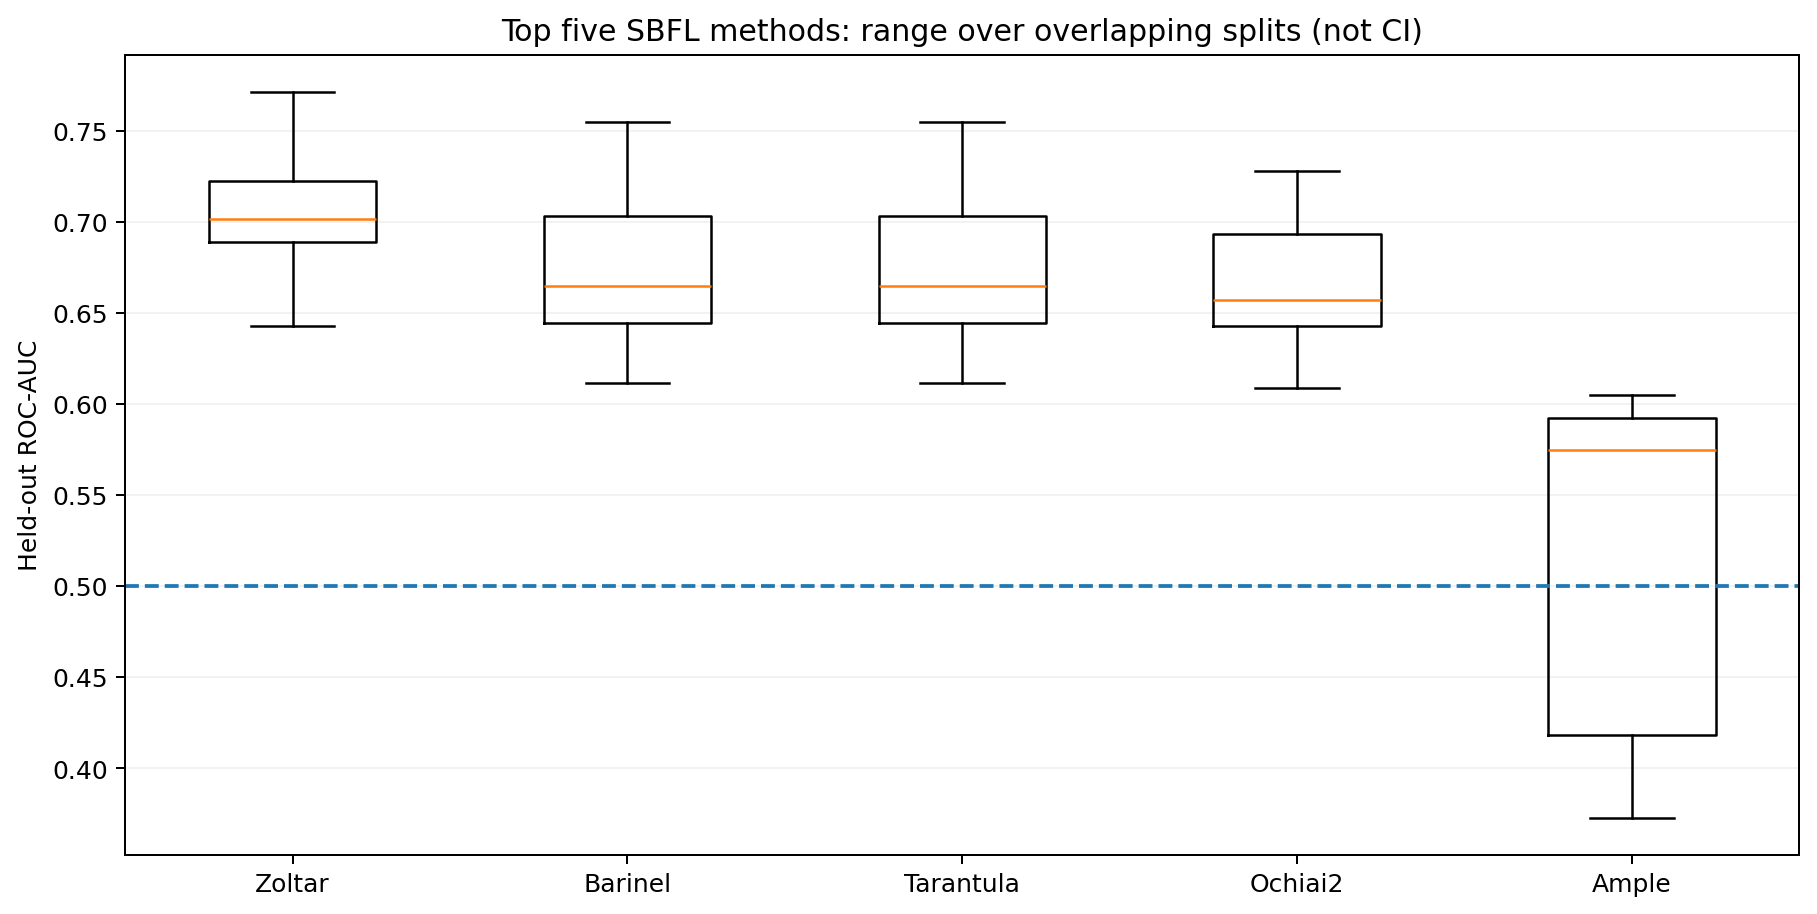 Top five SBFL methods: range over overlapping splits (not CI)
Held-out ROC-AUC
0.75
0.70
0.65
0.60
0.55
0.50
0.45
0.40
Zoltar
Barinel
Tarantula
Ochiai2
Ample